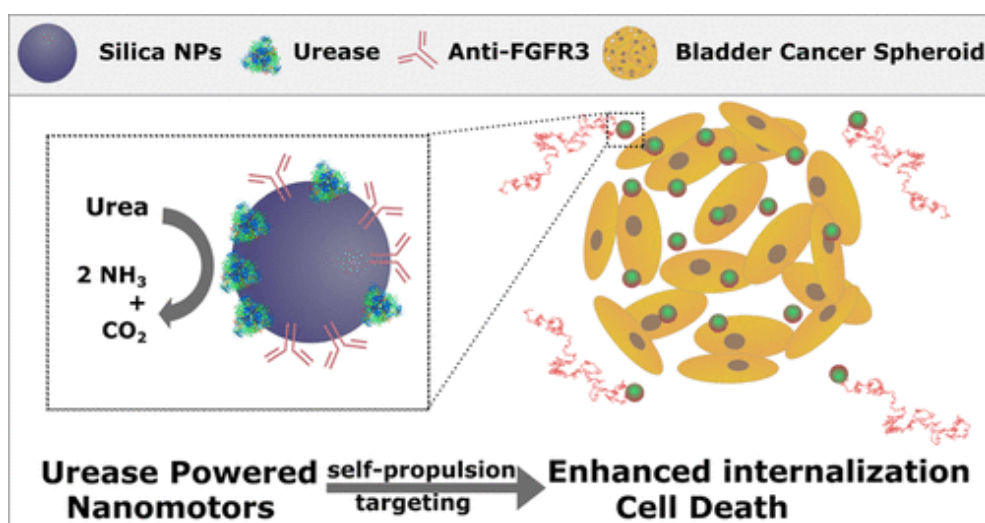 Silica NPs Urease Anti-FGFR3 Bladder Cancer Spheroid
Urea
2 NH₃
+
CO₂
Urease Powered Nanomotors
self-propulsion
targeting
Enhanced internalization
Cell Death